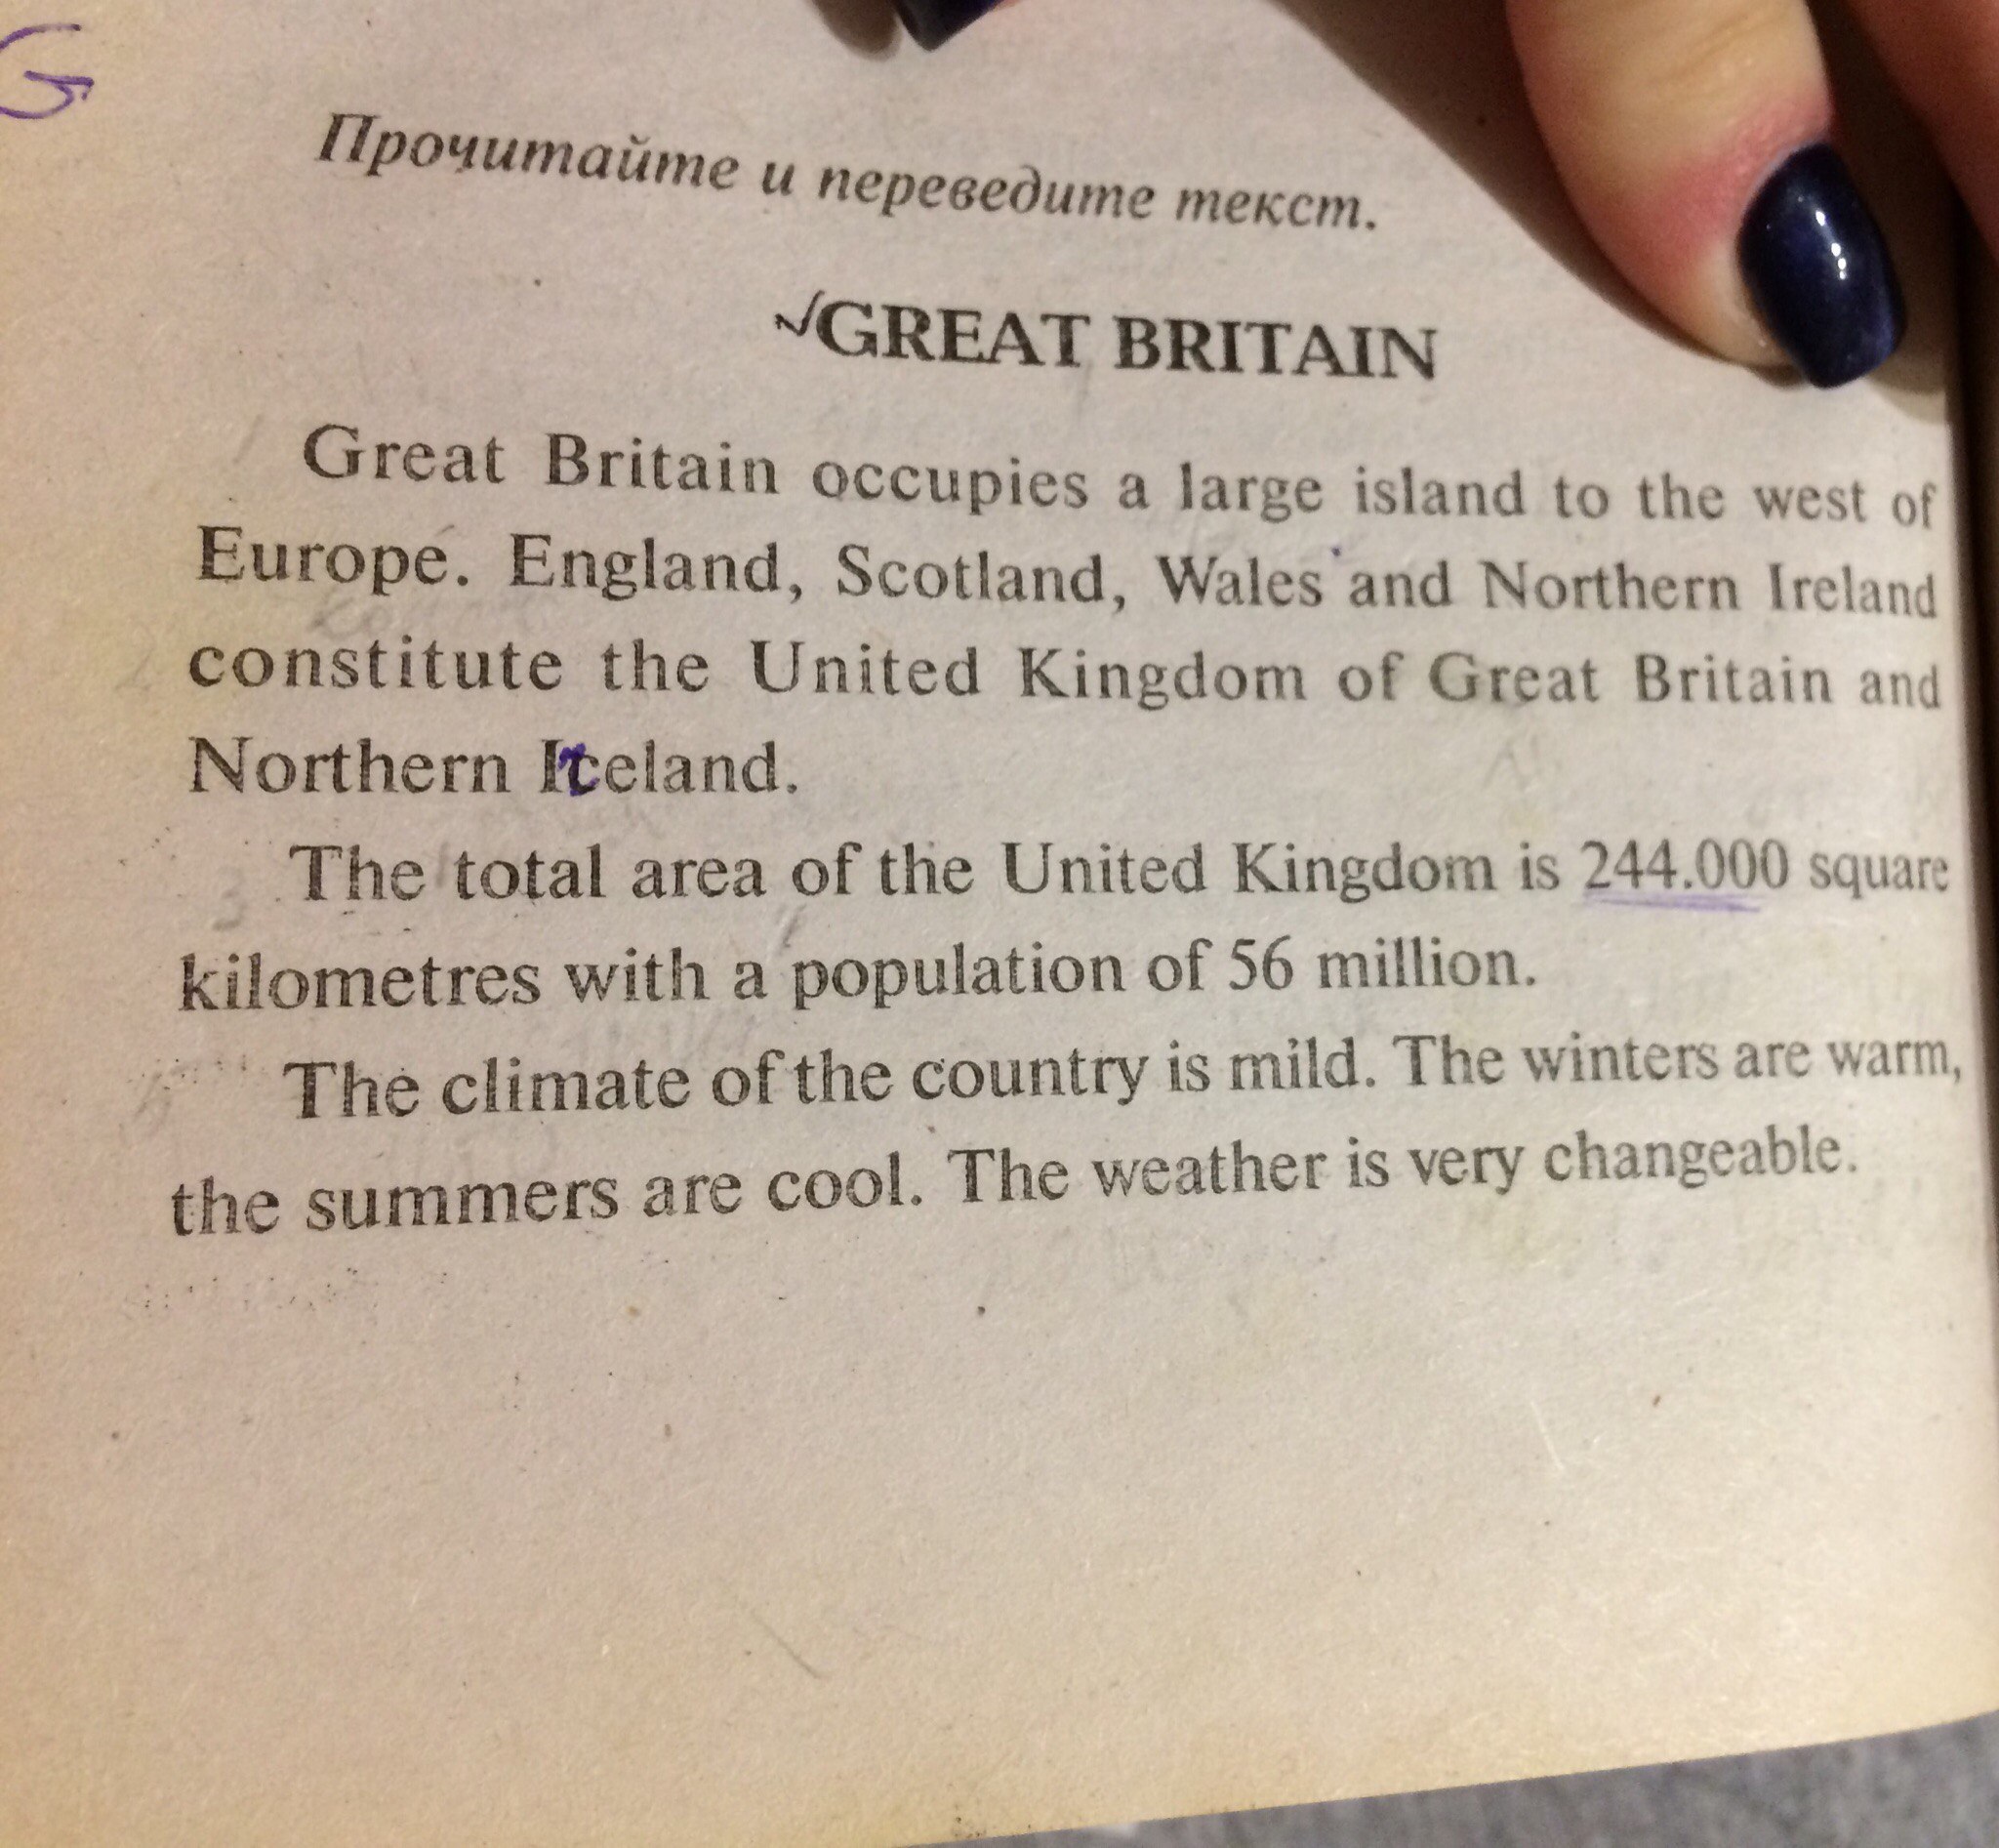 G
Прочитайте и переведите текст.
√GREAT BRITAIN
Great Britain occupies a large island to the west of
Europe. England, Scotland, Wales and Northern Ireland
constitute the United Kingdom of Great Britain and
Northern Ireland.
The total area of the United Kingdom is 244.000 square
kilometres with a population of 56 million.
The climate of the country is mild. The winters are warm,
the summers are cool. The weather is very changeable.